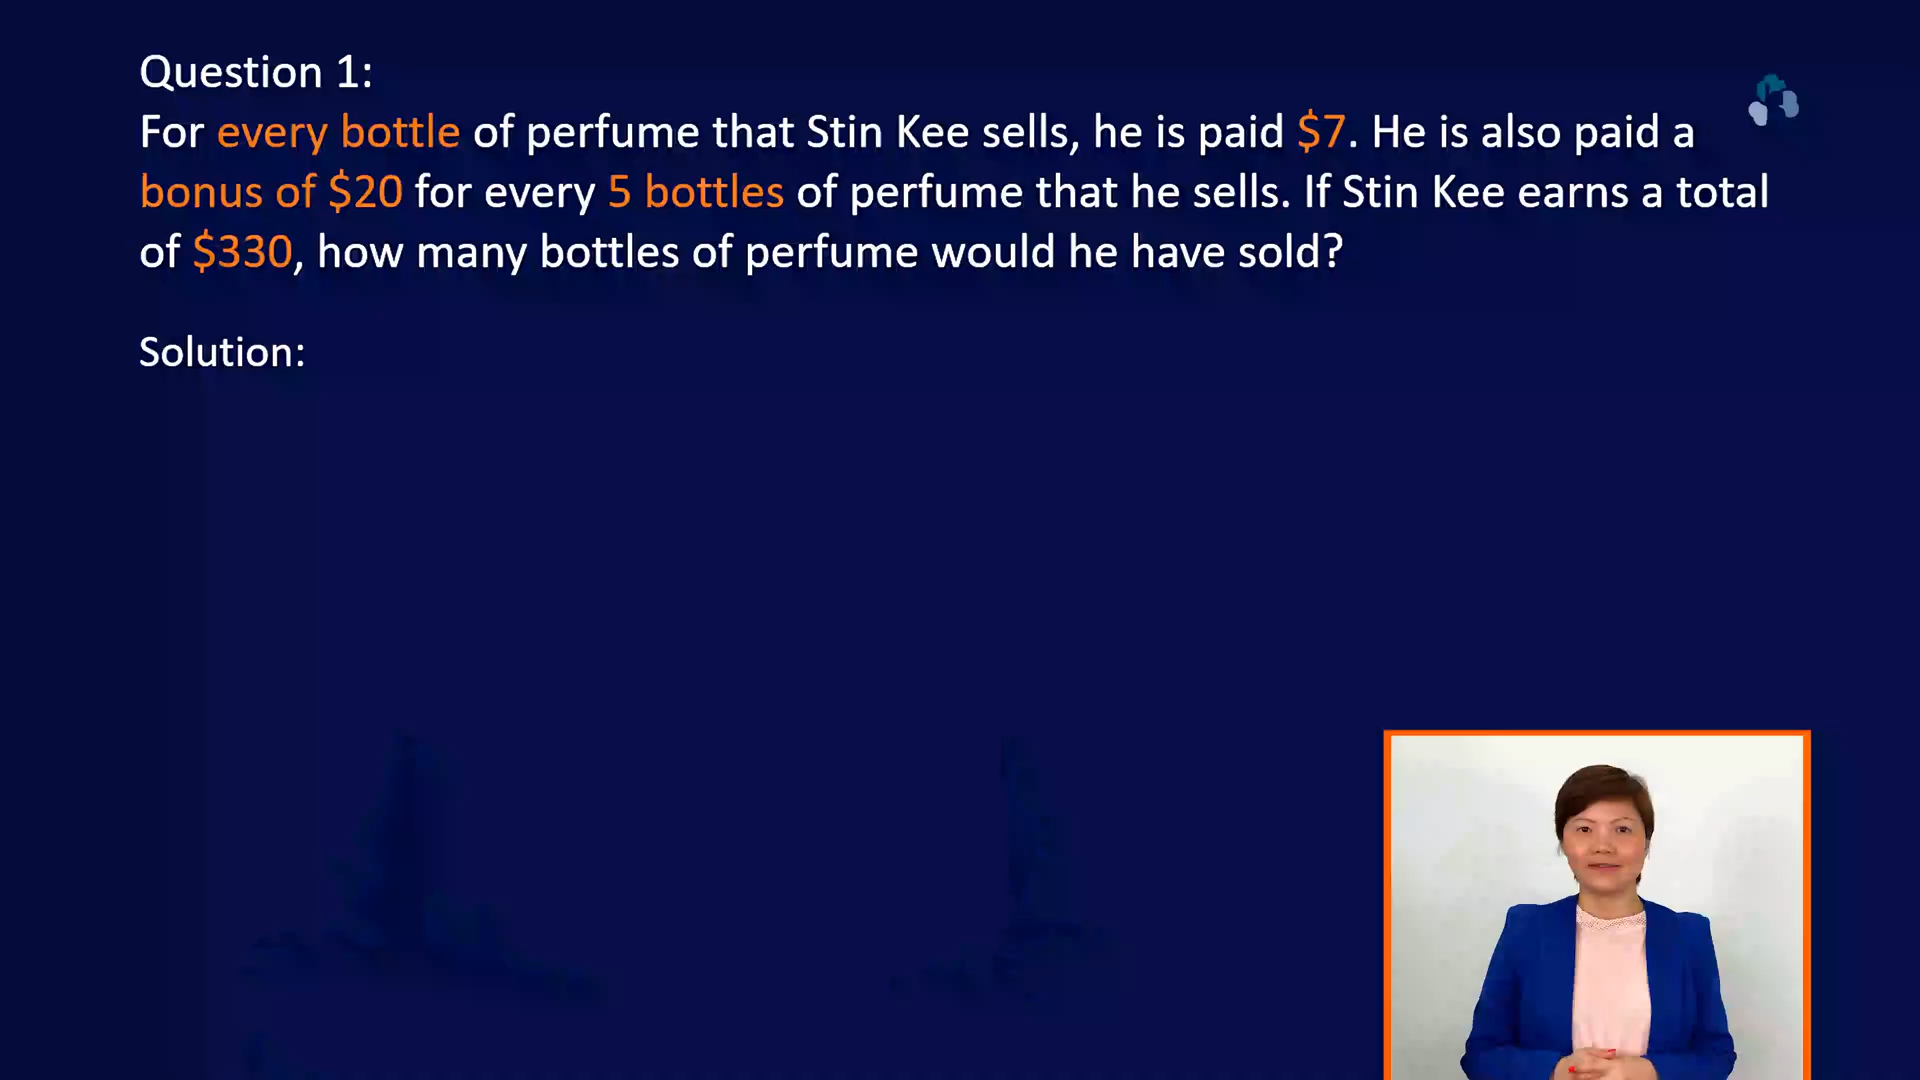 Question 1:
For every bottle of perfume that Stin Kee sells, he is paid $7. He is also paid a
bonus of $20 for every 5 bottles of perfume that he sells. If Stin Kee earns a total
of $330, how many bottles of perfume would he have sold?
Solution: